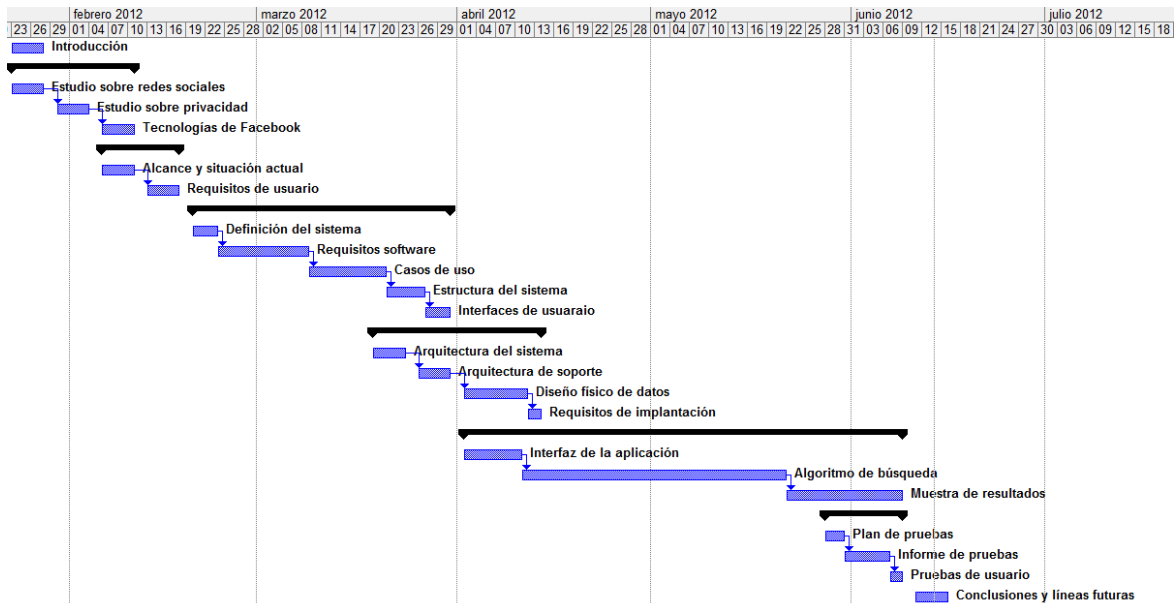 febrero 2012 marzo 2012 abril 2012 mayo 2012 junio 2012 julio 2012
23 26 29 01 04 07 10 13 16 19 22 25 28 02 05 08 11 14 17 20 23 26 29 01 04 07 10 13 16 19 22 25 28 01 04 07 10 13 16 19 22 25 28 31 03 06 09 12 15 18 21 24 27 30 03 06 09 12 15 18
Introducción
Estudio sobre redes sociales
Estudio sobre privacidad
Tecnologías de Facebook
Alcance y situación actual
Requisitos de usuario
Definición del sistema
Requisitos software
Casos de uso
Estructura del sistema
Interfaces de usuaraio
Arquitectura del sistema
Arquitectura de soporte
Diseño físico de datos
Requisitos de implantación
Interfaz de la aplicación
Algoritmo de búsqueda
Muestra de resultados
Plan de pruebas
Informe de pruebas
Pruebas de usuario
Conclusiones y líneas futuras